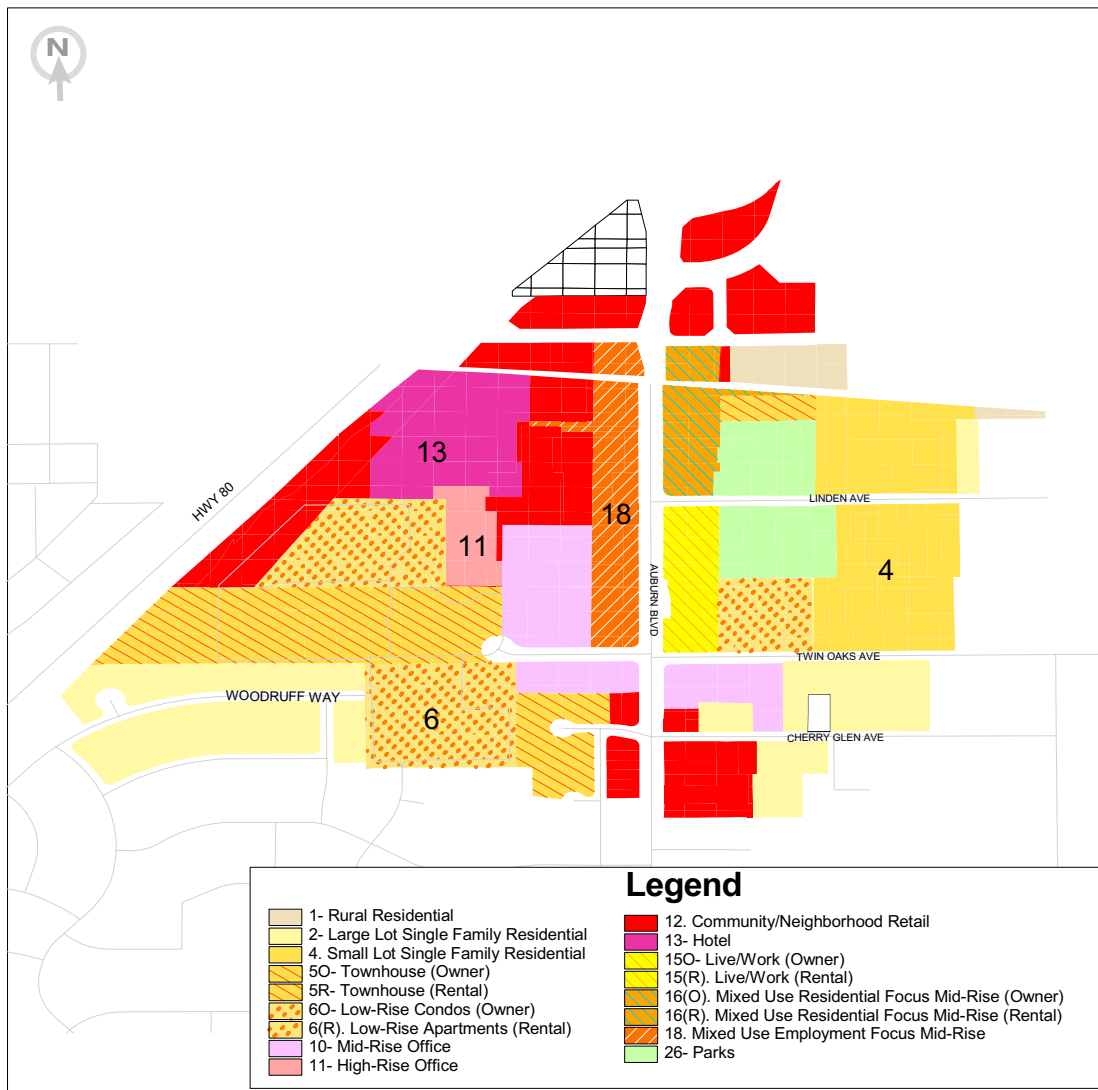 N
HWY 80
13
18
11
LINDEN AVE
4
AUBURN BLVD
TWIN OAKS AVE
WOODRUFF WAY
6
CHERRY GLEN AVE
Legend
1- Rural Residential
2- Large Lot Single Family Residential
4. Small Lot Single Family Residential
5O- Townhouse (Owner)
5R- Townhouse (Rental)
6O- Low-Rise Condos (Owner)
6(R). Low-Rise Apartments (Rental)
10- Mid-Rise Office
11- High-Rise Office
12. Community/Neighborhood Retail
13- Hotel
15O- Live/Work (Owner)
15(R). Live/Work (Rental)
16(O). Mixed Use Residential Focus Mid-Rise (Owner)
16(R). Mixed Use Residential Focus Mid-Rise (Rental)
18. Mixed Use Employment Focus Mid-Rise
26- Parks